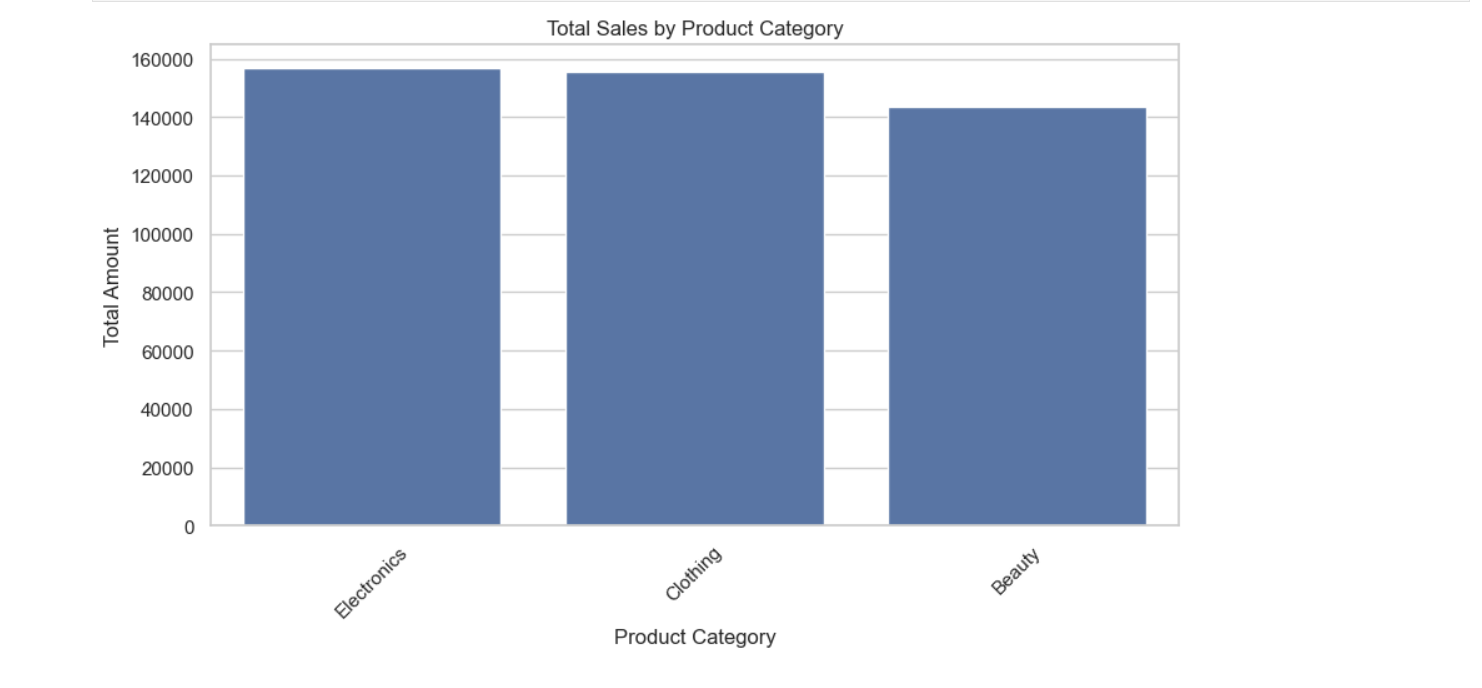 Total Sales by Product Category
160000
140000
120000
100000
80000
60000
40000
20000
0
Total Amount
Electronics
Clothing
Beauty
Product Category